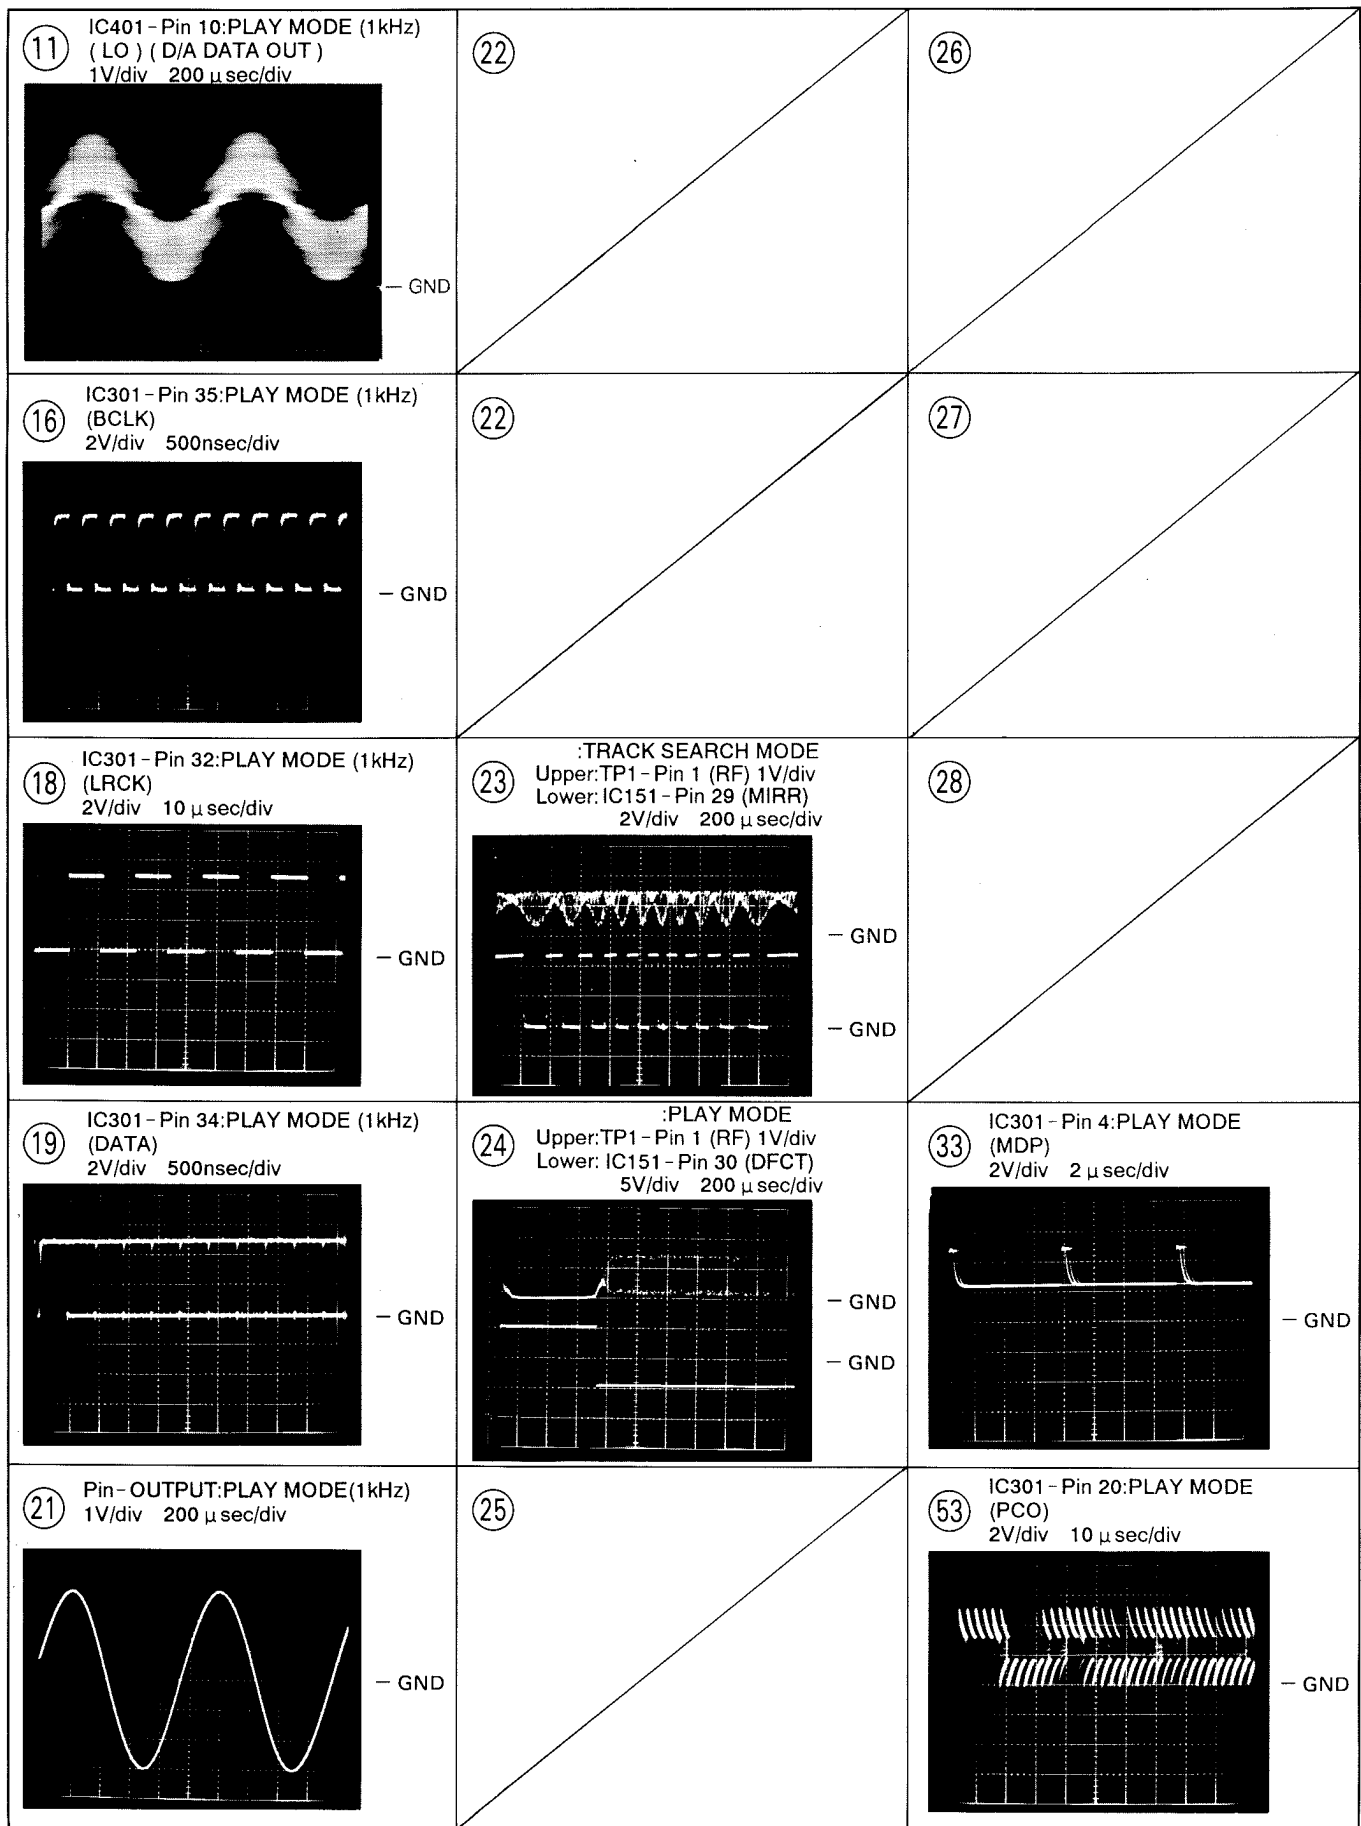 11
IC401-Pin 10:PLAY MODE (1kHz)
( LO ) ( D/A DATA OUT )
1V/div 200 μsec/div
— GND
22
26
16
IC301-Pin 35:PLAY MODE (1kHz)
(BCLK)
2V/div 500nsec/div
— GND
22
27
18
IC301-Pin 32:PLAY MODE (1kHz)
(LRCK)
2V/div 10 μsec/div
— GND
23
:TRACK SEARCH MODE
Upper:TP1-Pin 1 (RF) 1V/div
Lower:IC151-Pin 29 (MIRR)
2V/div 200 μsec/div
— GND
— GND
28
19
IC301-Pin 34:PLAY MODE (1kHz)
(DATA)
2V/div 500nsec/div
— GND
24
:PLAY MODE
Upper:TP1-Pin 1 (RF) 1V/div
Lower: IC151-Pin 30 (DFCT)
5V/div 200 μsec/div
— GND
— GND
33
IC301-Pin 4:PLAY MODE
(MDP)
2V/div 2 μsec/div
— GND
21
Pin-OUTPUT:PLAY MODE(1kHz)
1V/div 200 μsec/div
— GND
25
53
IC301-Pin 20:PLAY MODE
(PCO)
2V/div 10 μsec/div
— GND